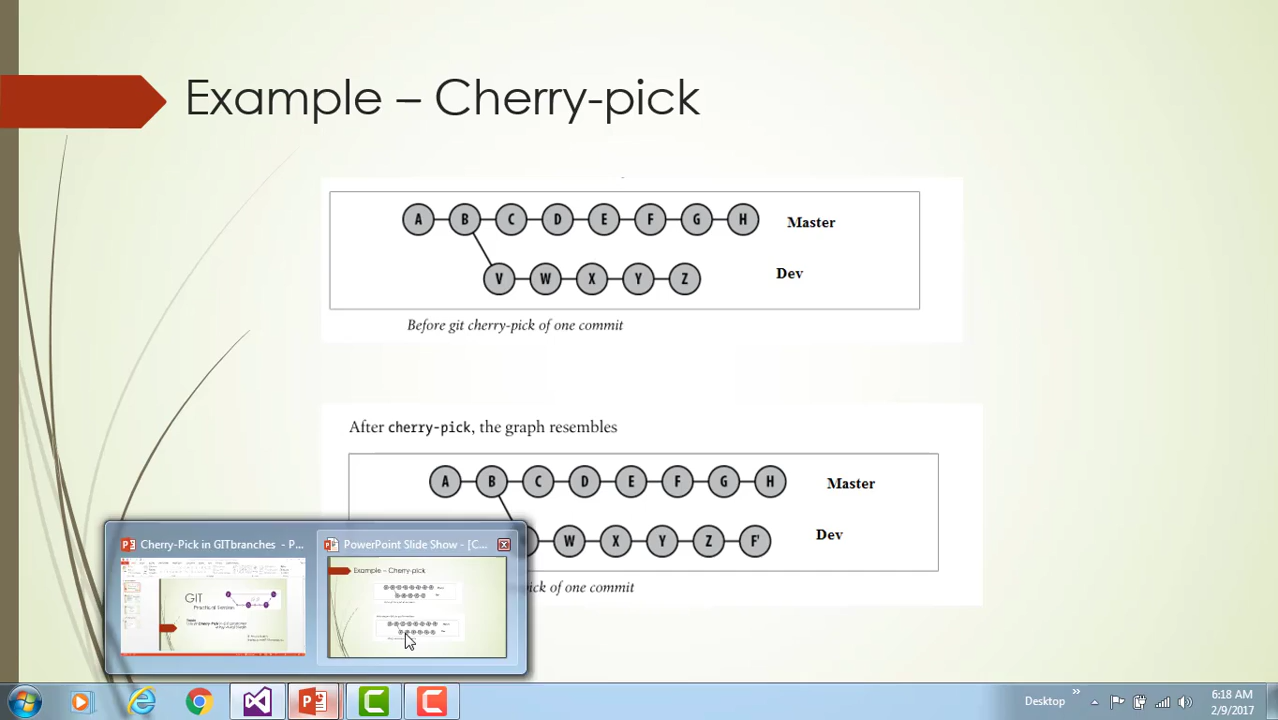 Example – Cherry-pick
A B C D E F G H Master
V W X Y Z Dev
Before git cherry-pick of one commit
After cherry-pick, the graph resembles
A B C D E F G H Master
W X Y Z F' Dev
pick of one commit
Cherry-Pick in GITbranches - P...
PowerPoint Slide Show - [C...
Example – Cherry-pick
GIT
Practical Session
Desktop
6:18 AM
2/9/2017